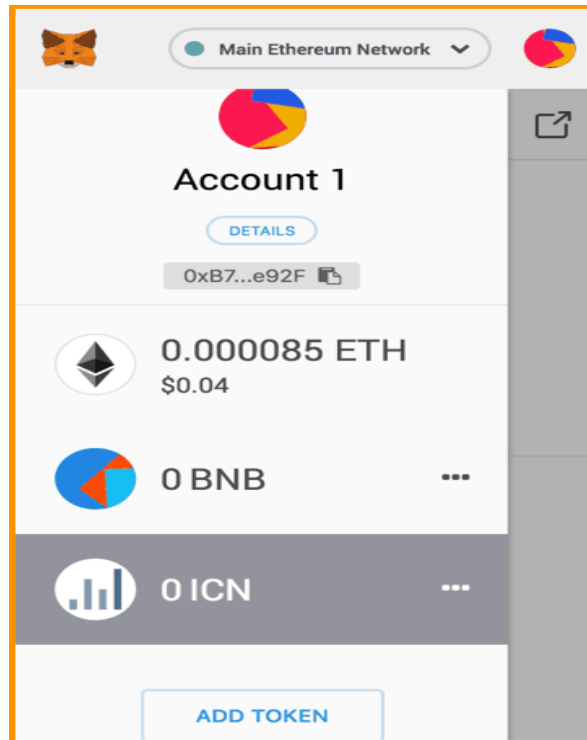 Main Ethereum Network
Account 1
DETAILS
0xB7...e92F
0.000085 ETH
$0.04
0 BNB
0 ICN
ADD TOKEN